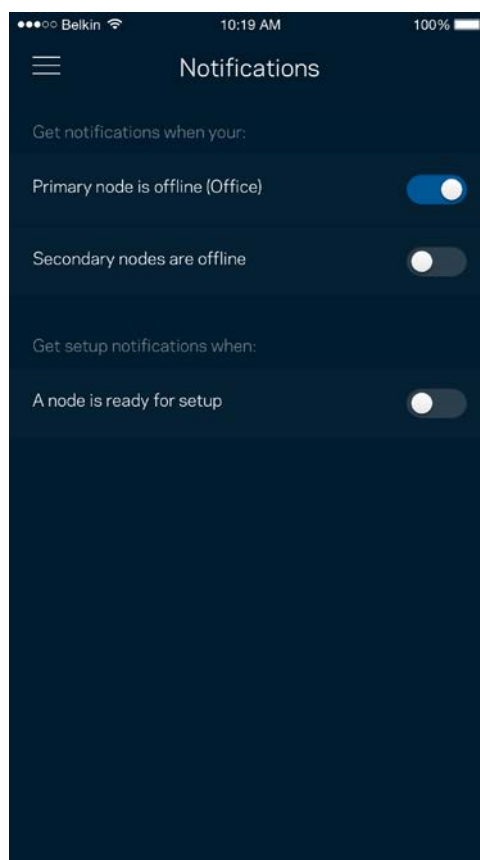 Belkin 10:19 AM 100%
Notifications
Get notifications when your:
Primary node is offline (Office)
Secondary nodes are offline
Get setup notifications when:
A node is ready for setup